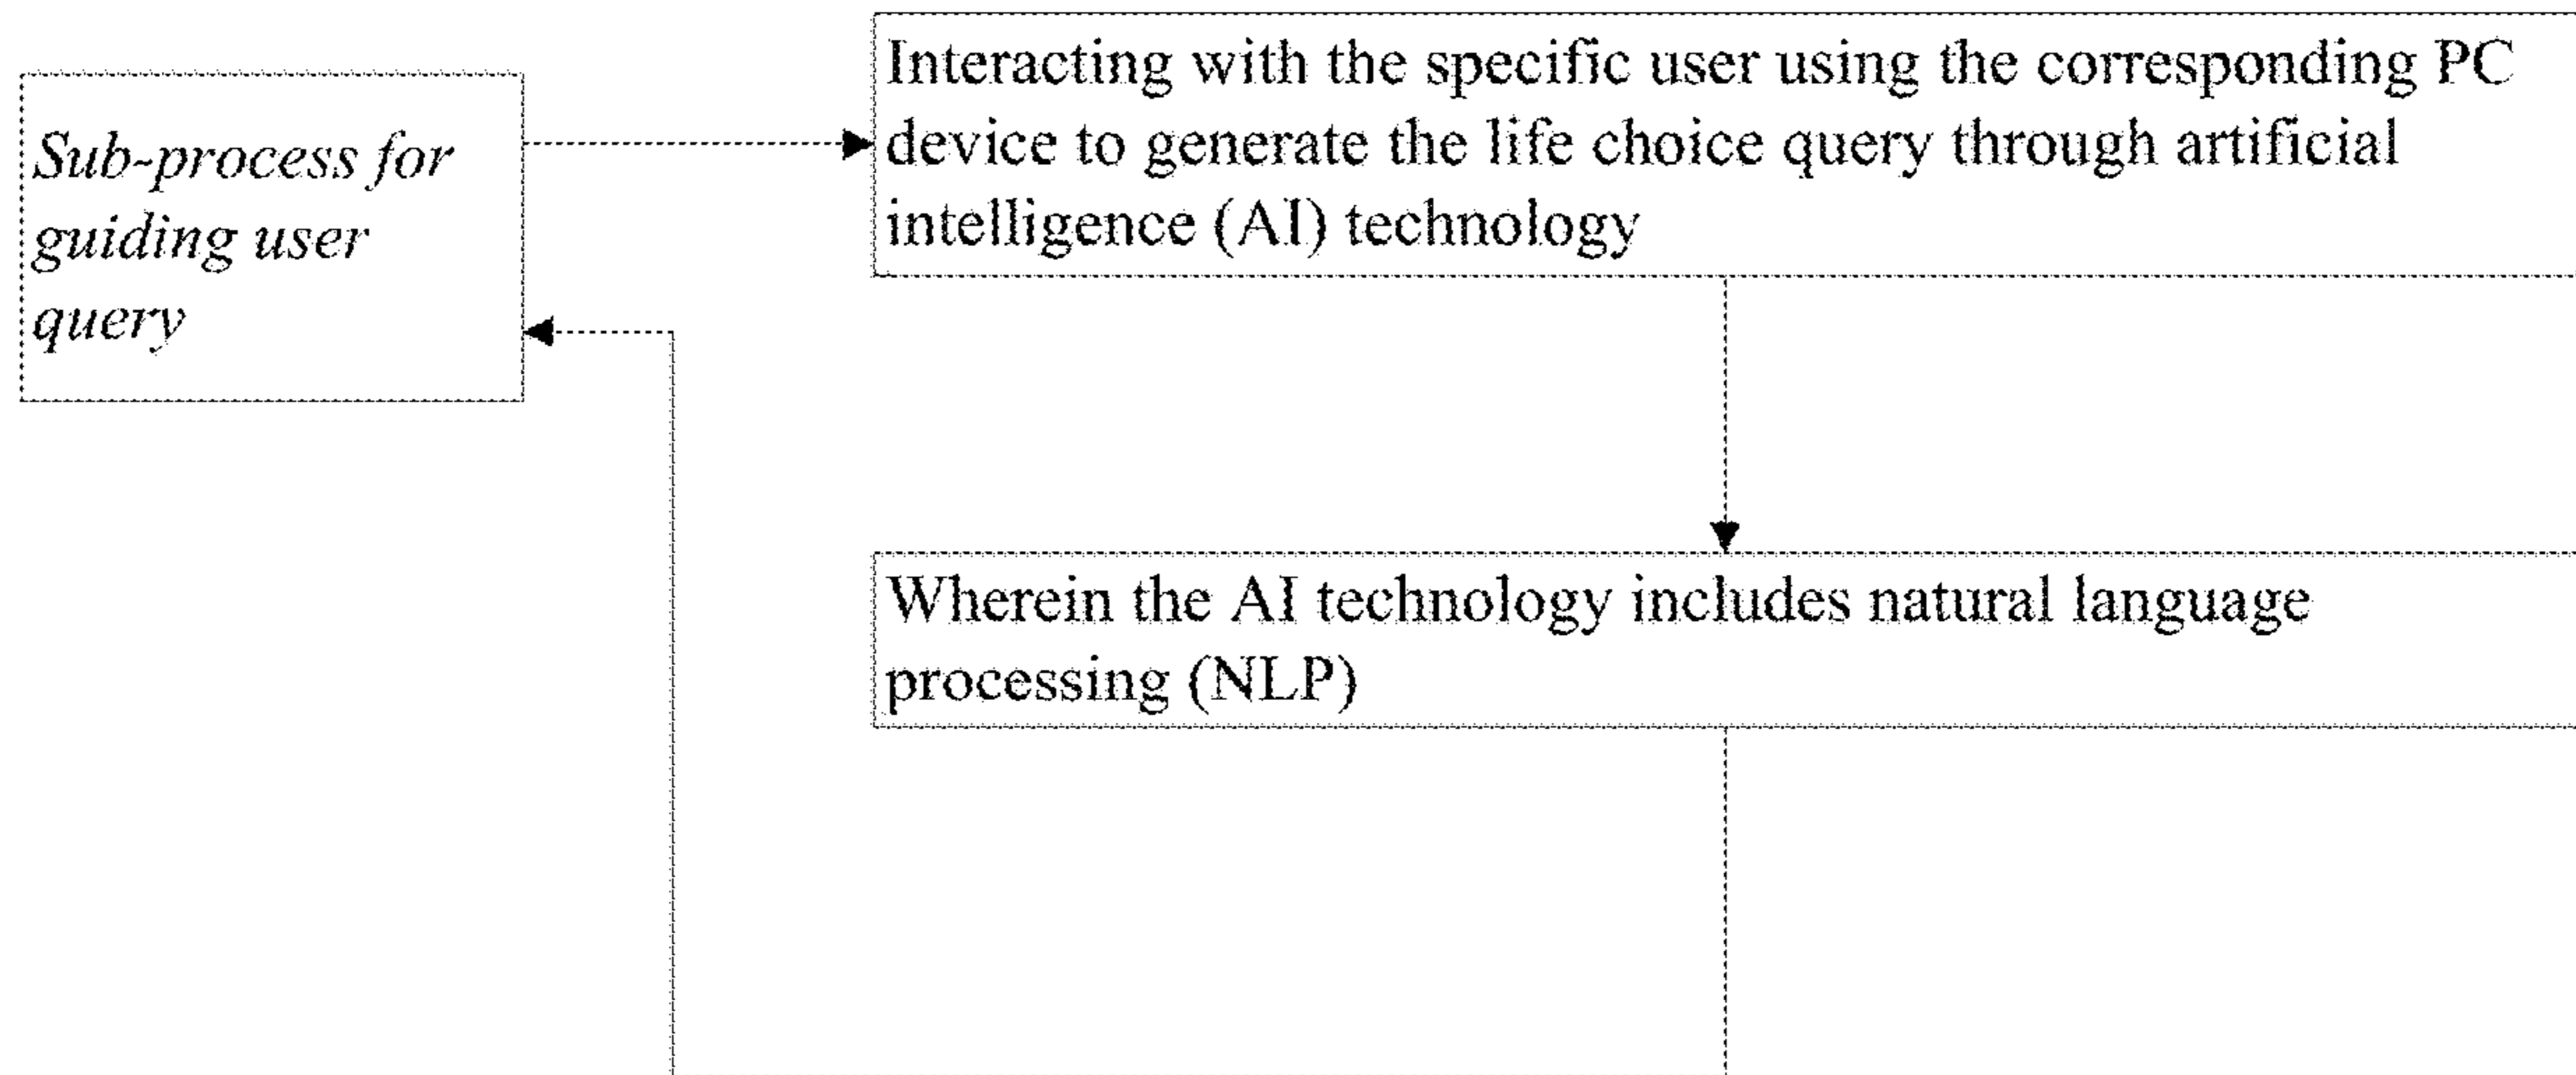 Sub-process for
guiding user
query
Interacting with the specific user using the corresponding PC
device to generate the life choice query through artificial
intelligence (AI) technology
Wherein the AI technology includes natural language
processing (NLP)